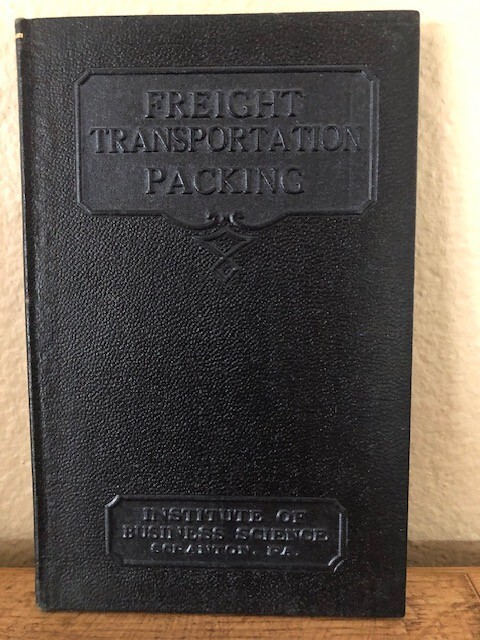 FREIGHT
TRANSPORTATION
PACKING
INSTITUTE OF
BUSINESS SCIENCE
SCRANTON, PA.